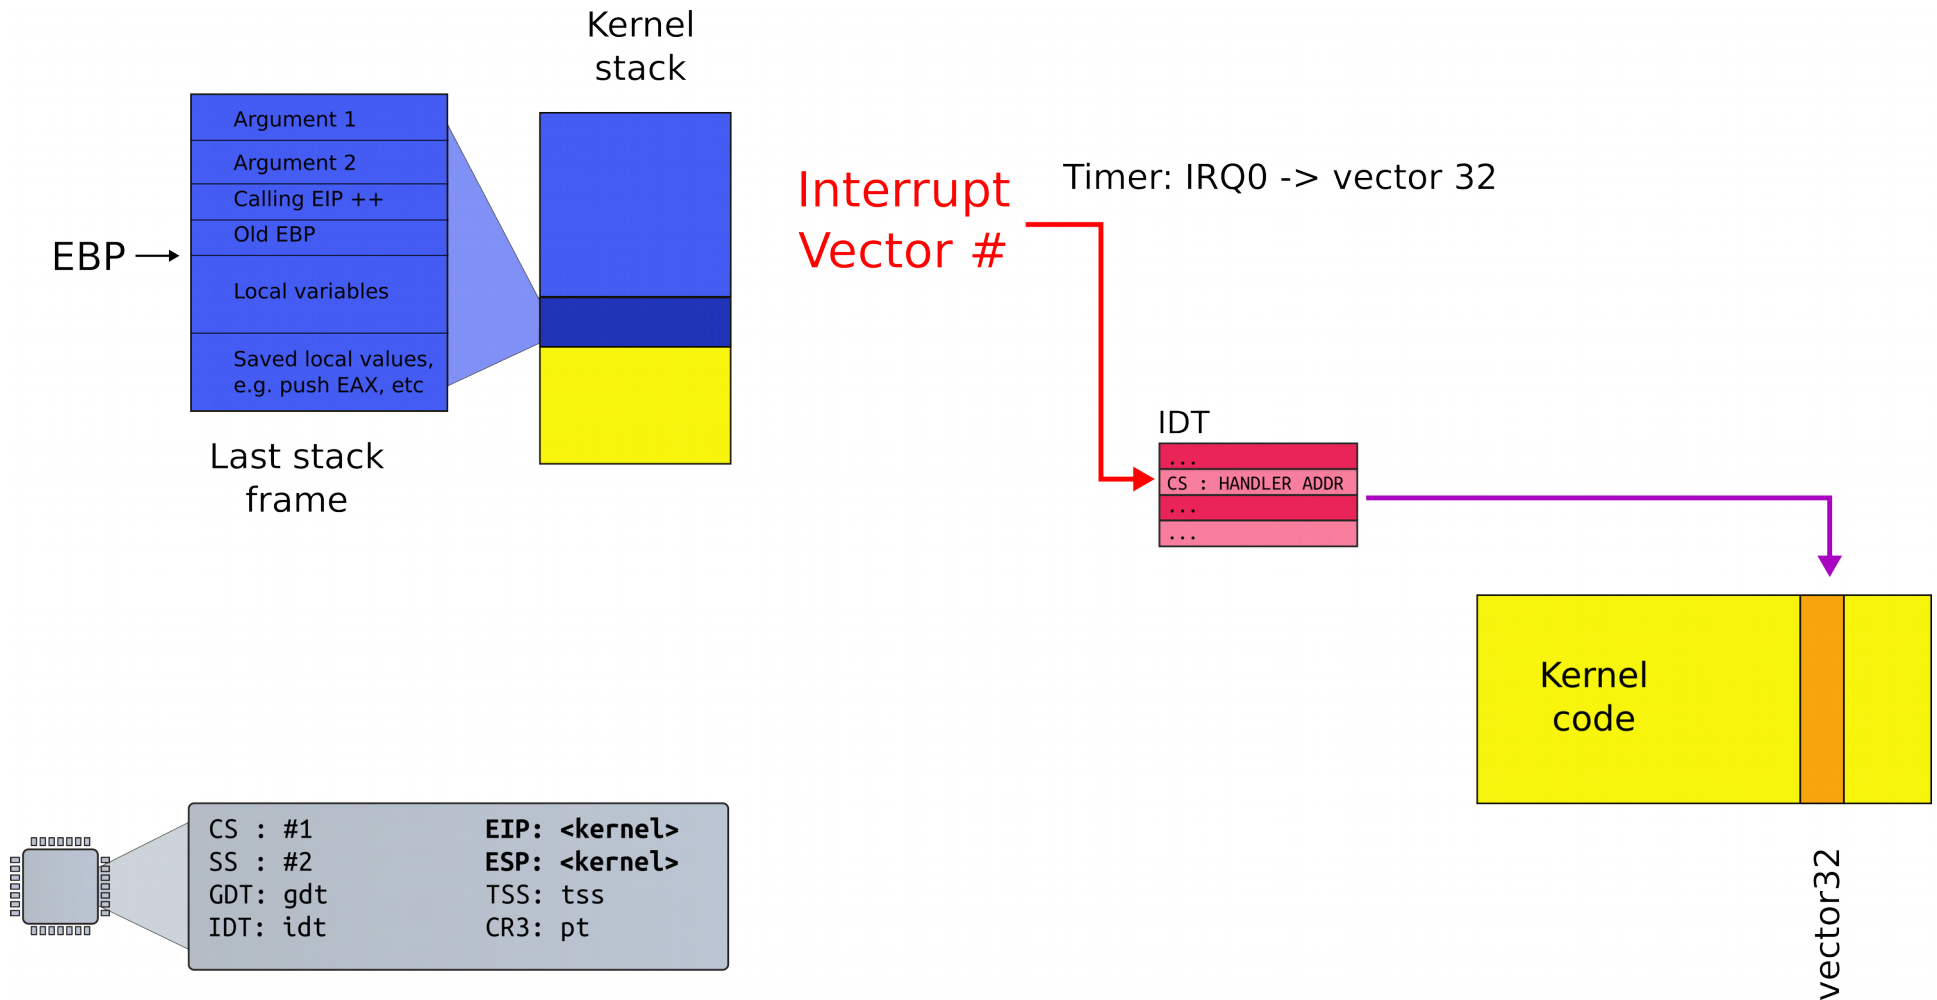 Kernel
stack
Argument 1
Argument 2
Calling EIP ++
Old EBP
EBP
Local variables
Saved local values,
e.g. push EAX, etc
Last stack
frame
Interrupt
Vector #
Timer: IRQ0 -> vector 32
IDT
...
CS : HANDLER ADDR
...
...
Kernel
code
vector32
CS : #1
EIP: <kernel>
SS : #2
ESP: <kernel>
GDT: gdt
TSS: tss
IDT: idt
CR3: pt